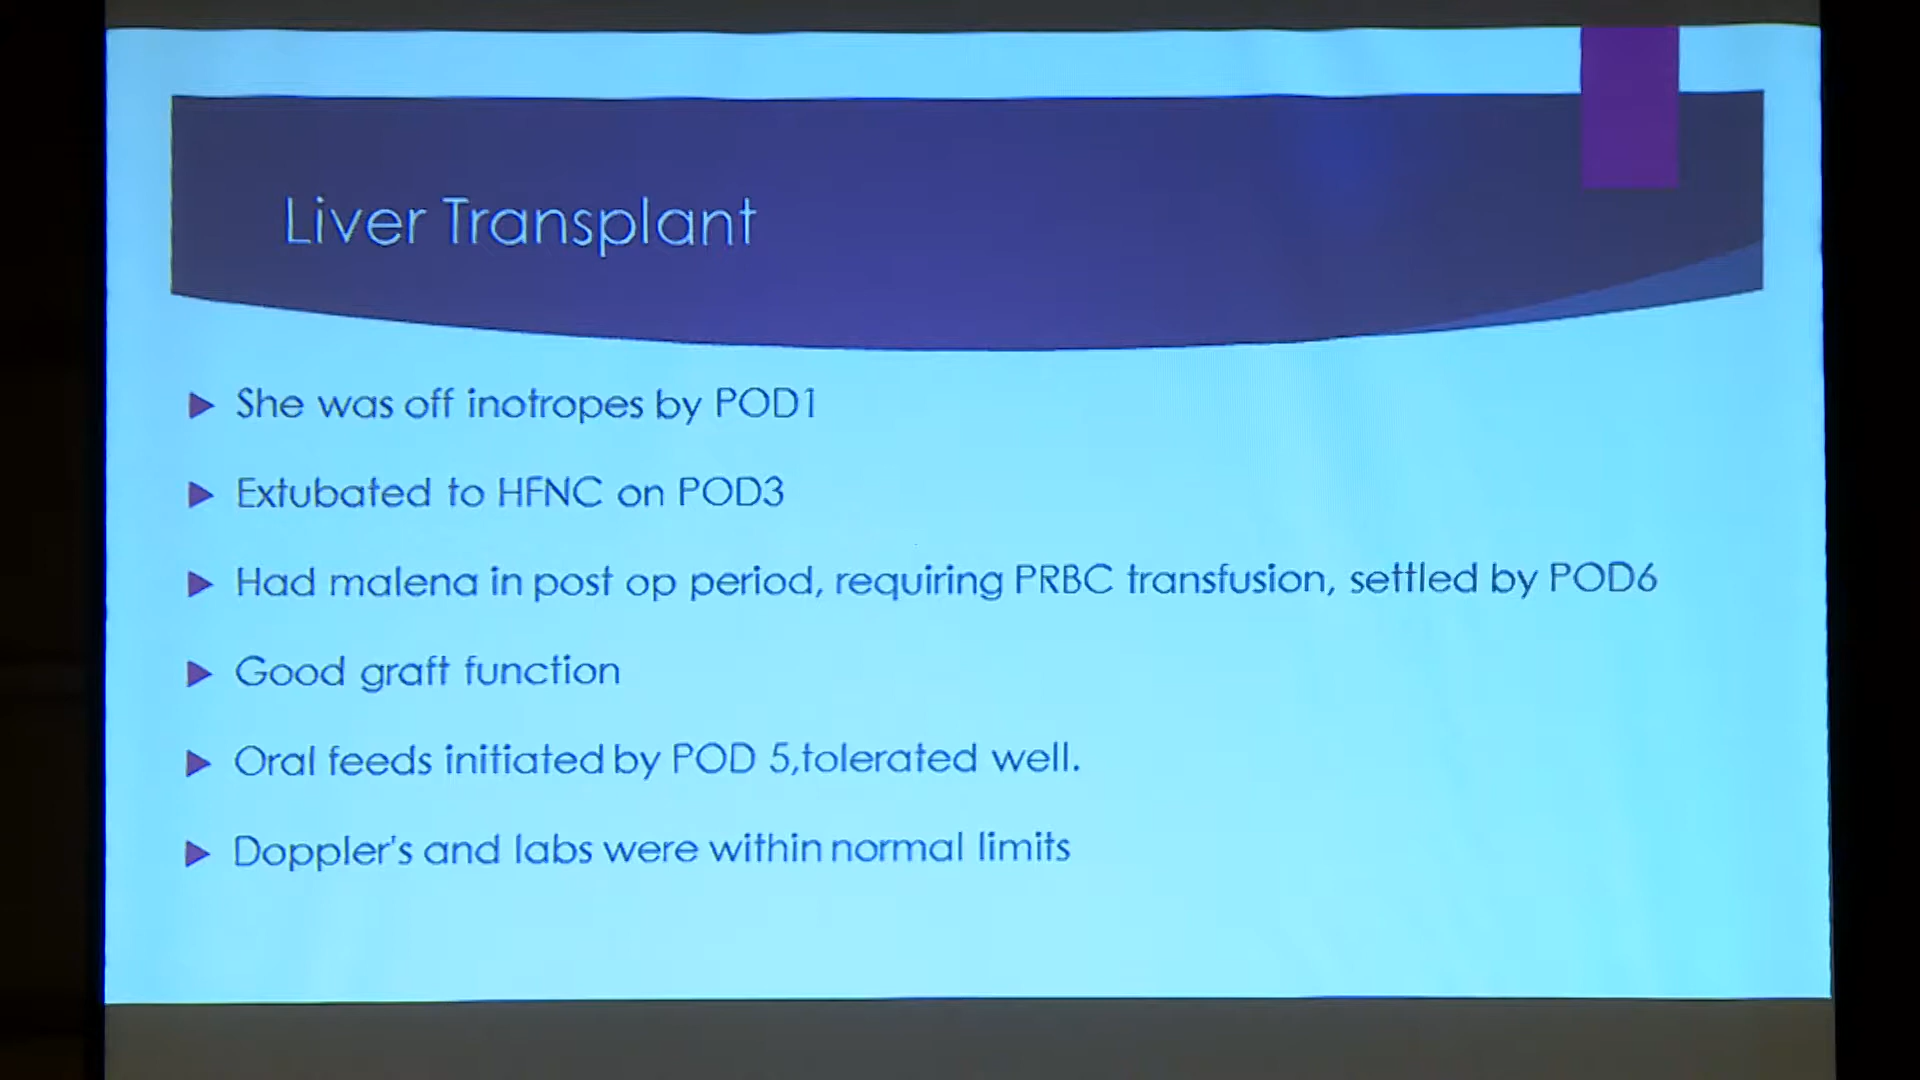 Liver Transplant
She was off inotropes by POD1
Extubated to HFNC on POD3
Had malena in post op period, requiring PRBC transfusion, settled by POD6
Good graft function
Oral feeds initiated by POD 5,tolerated well.
Doppler's and labs were within normal limits